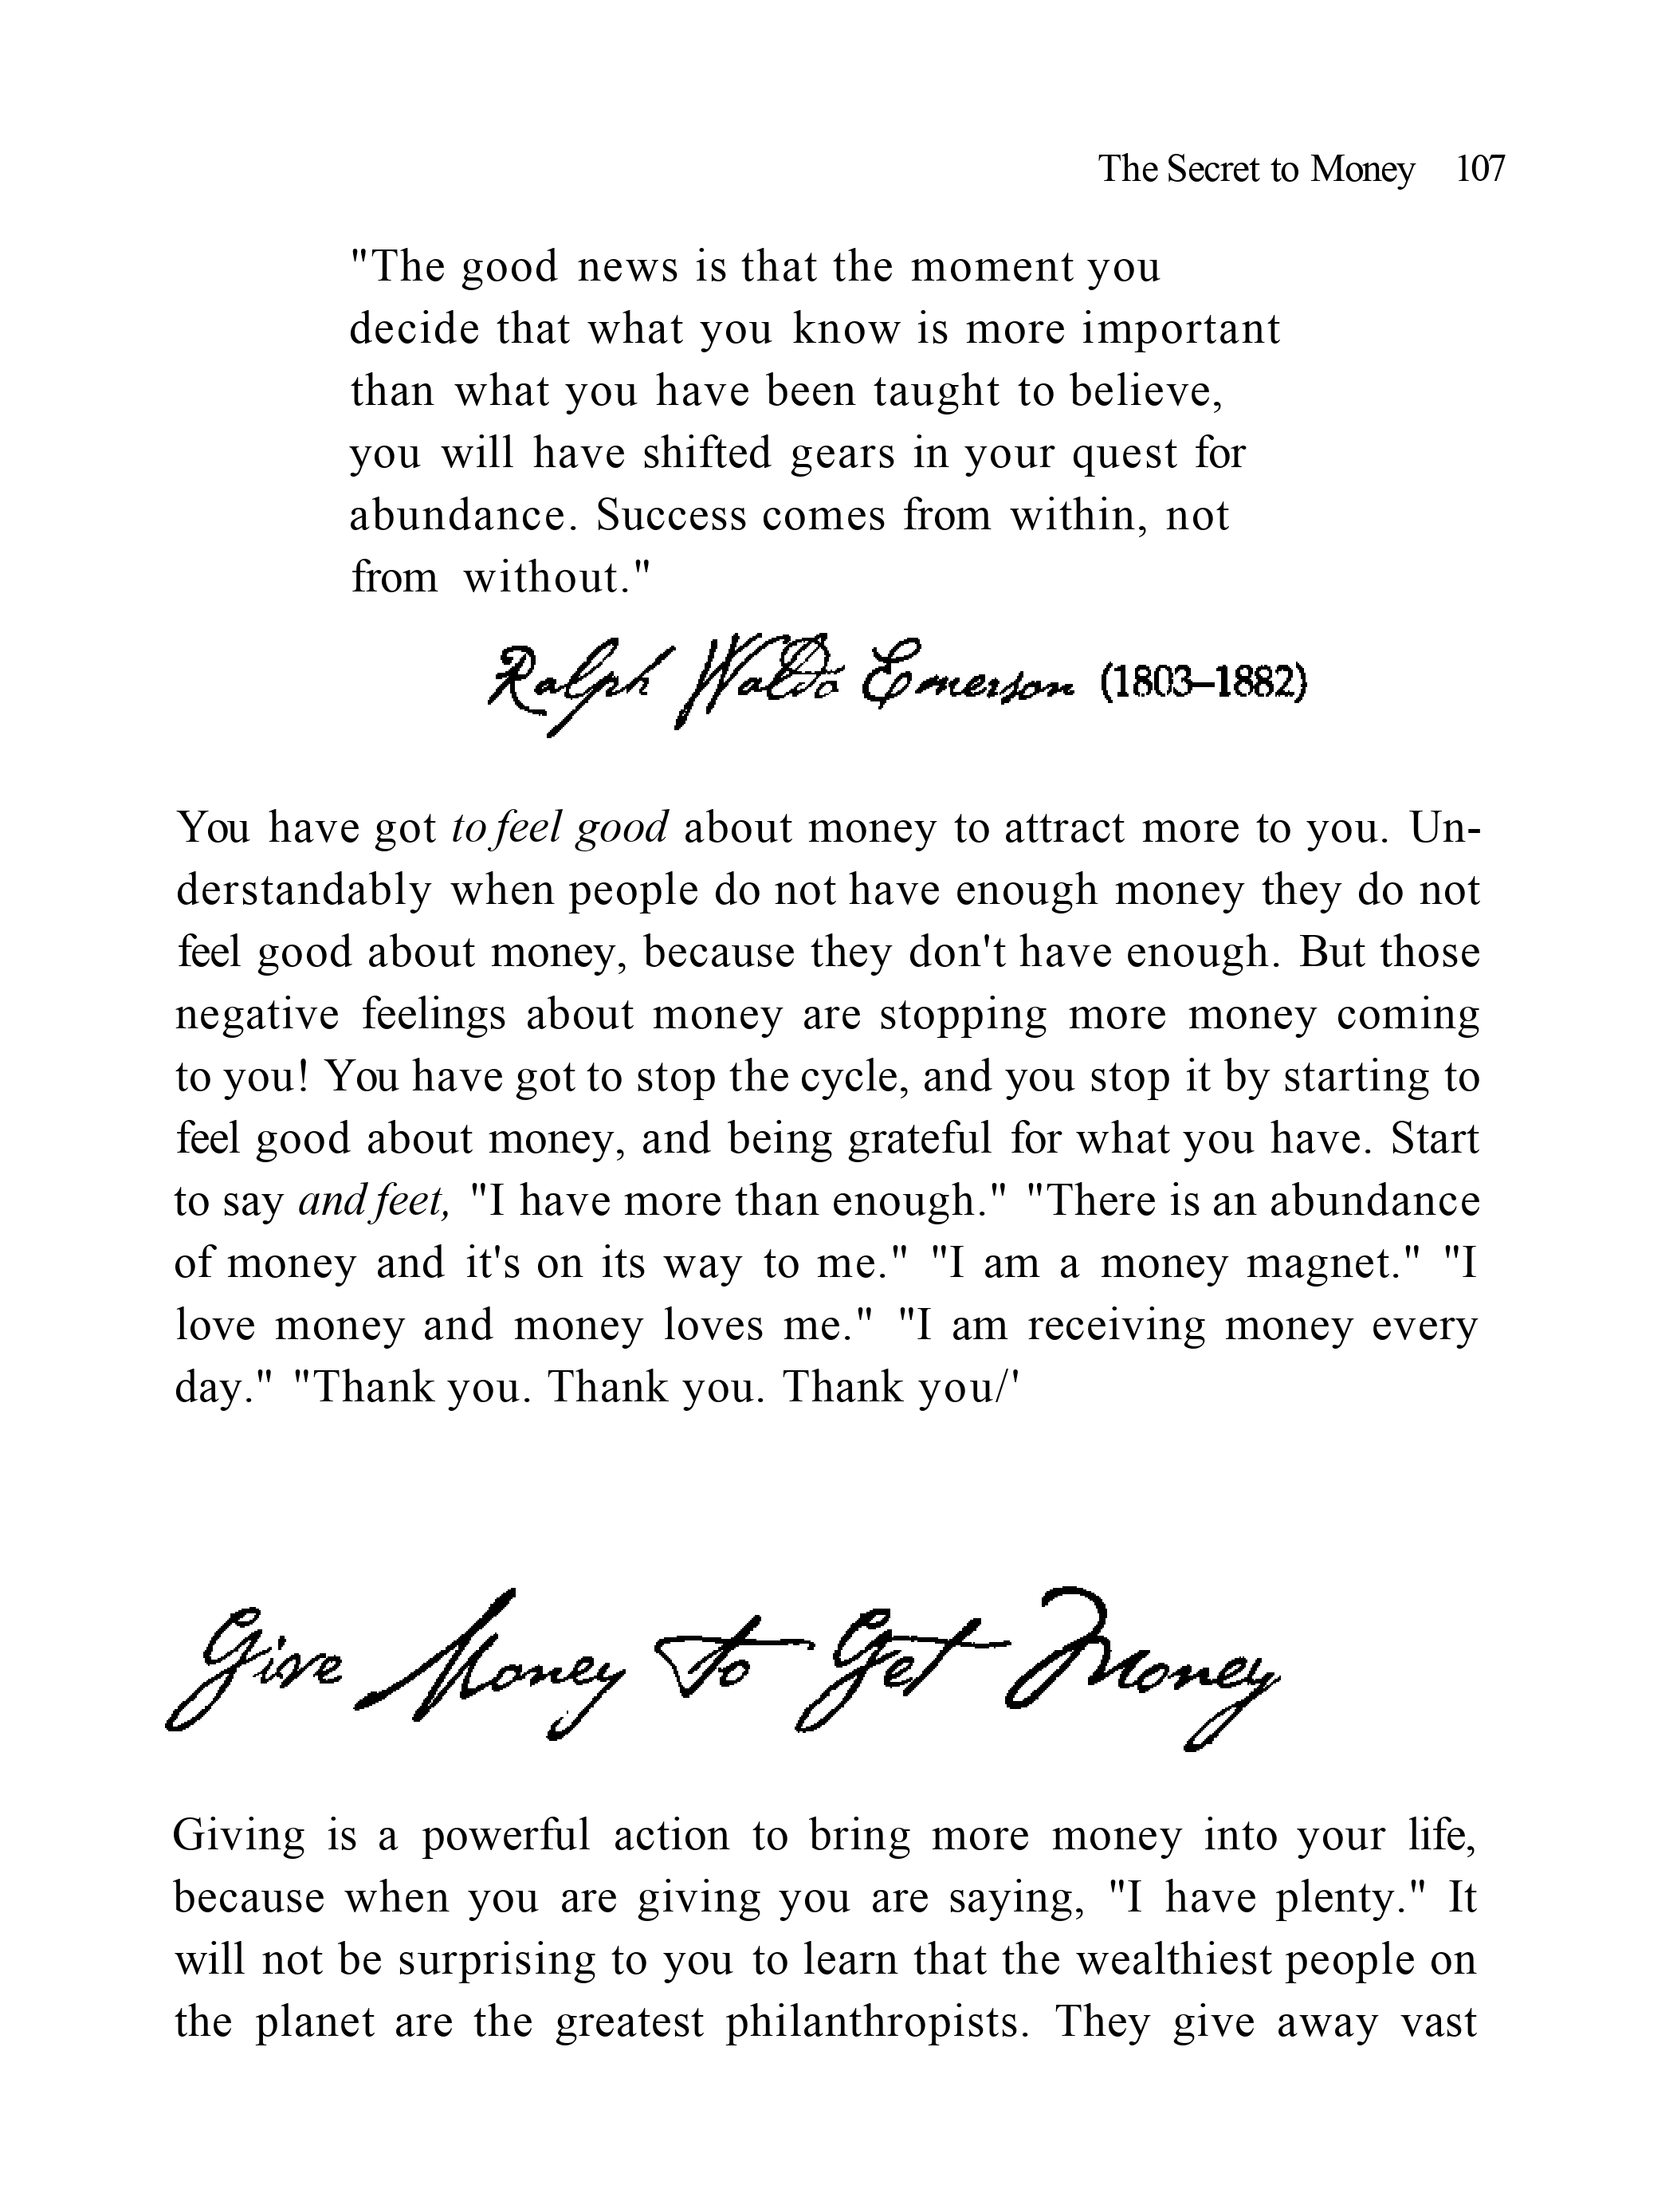 The Secret to Money 107
"The good news is that the moment you
decide that what you know is more important
than what you have been taught to believe,
you will have shifted gears in your quest for
abundance. Success comes from within, not
from without."
Ralph Waldo Emerson (1803–1882)
You have got to feel good about money to attract more to you. Un-
derstandably when people do not have enough money they do not
feel good about money, because they don't have enough. But those
negative feelings about money are stopping more money coming
to you! You have got to stop the cycle, and you stop it by starting to
feel good about money, and being grateful for what you have. Start
to say and feet, "I have more than enough." "There is an abundance
of money and it's on its way to me." "I am a money magnet." "I
love money and money loves me." "I am receiving money every
day." "Thank you. Thank you. Thank you/'
Give Money to Get Money
Giving is a powerful action to bring more money into your life,
because when you are giving you are saying, "I have plenty." It
will not be surprising to you to learn that the wealthiest people on
the planet are the greatest philanthropists. They give away vast